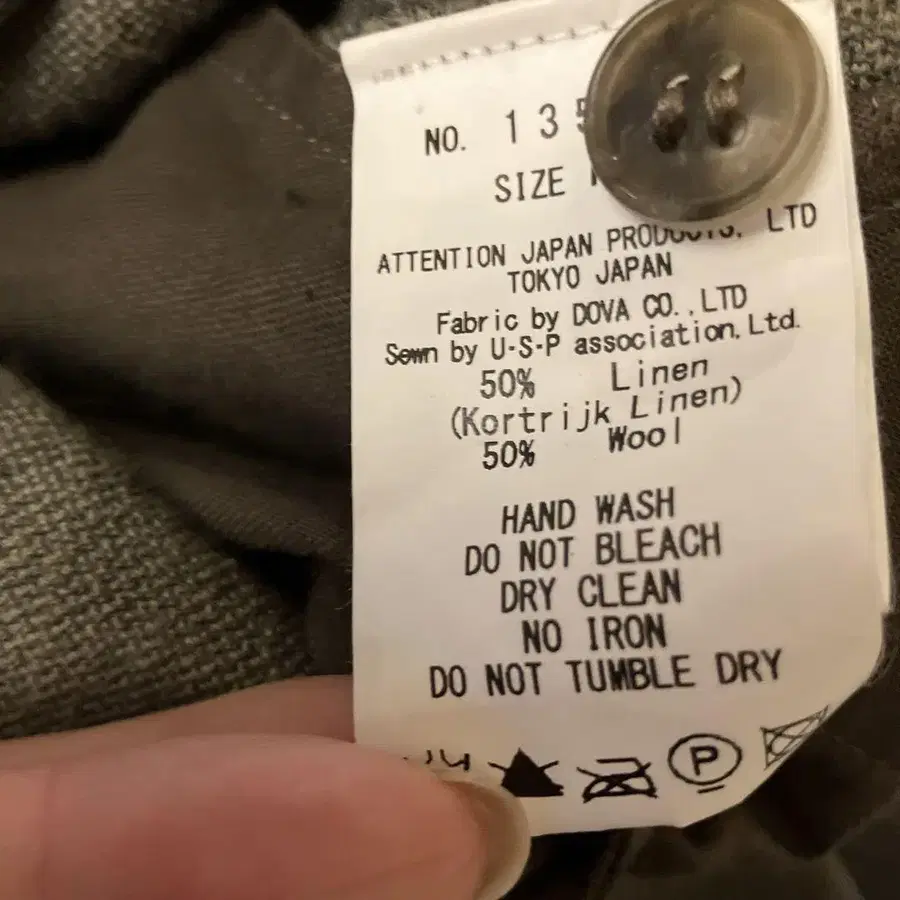 NO. 13
SIZE
ATTENTION JAPAN PRODUCTS, LTD
TOKYO JAPAN
Fabric by DOVA CO.,LTD
Sewn by U·S·P association,Ltd.
50% Linen
(Kortrijk Linen)
50% Wool
HAND WASH
DO NOT BLEACH
DRY CLEAN
NO IRON
DO NOT TUMBLE DRY
P